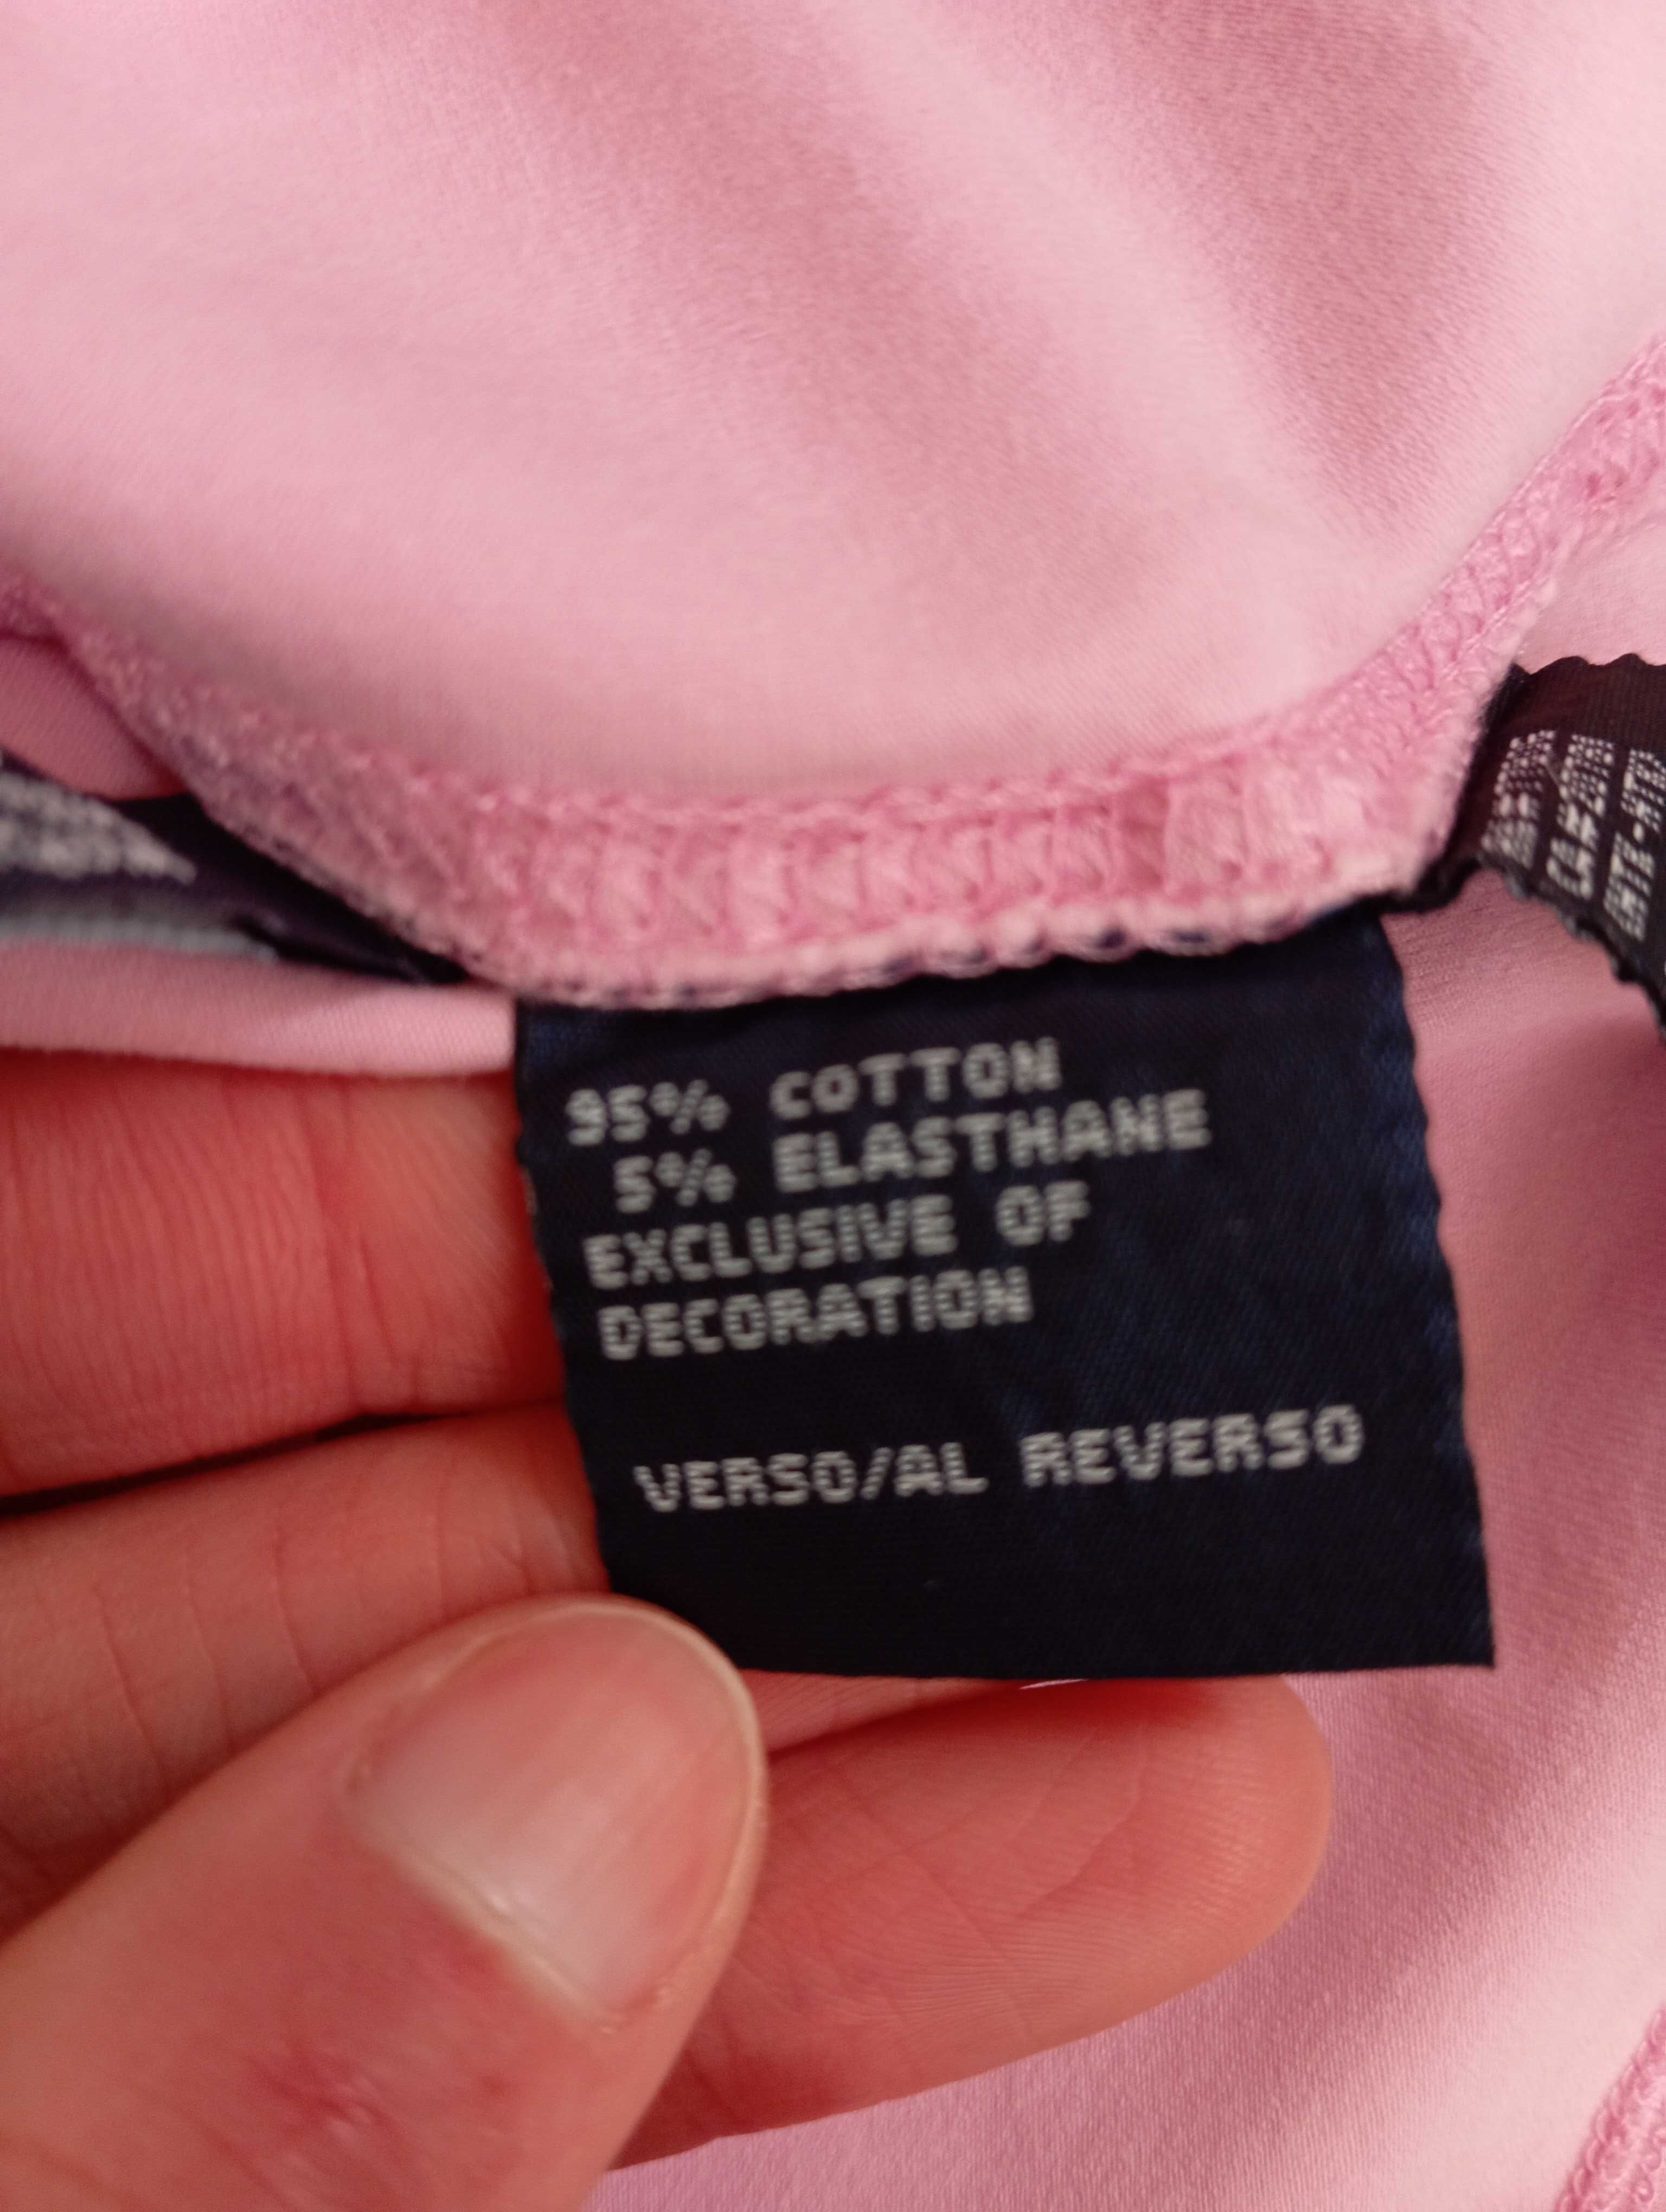 95% COTTON
5% ELASTHANE
EXCLUSIVE OF
DECORATION
VERSO/AL REVERSO